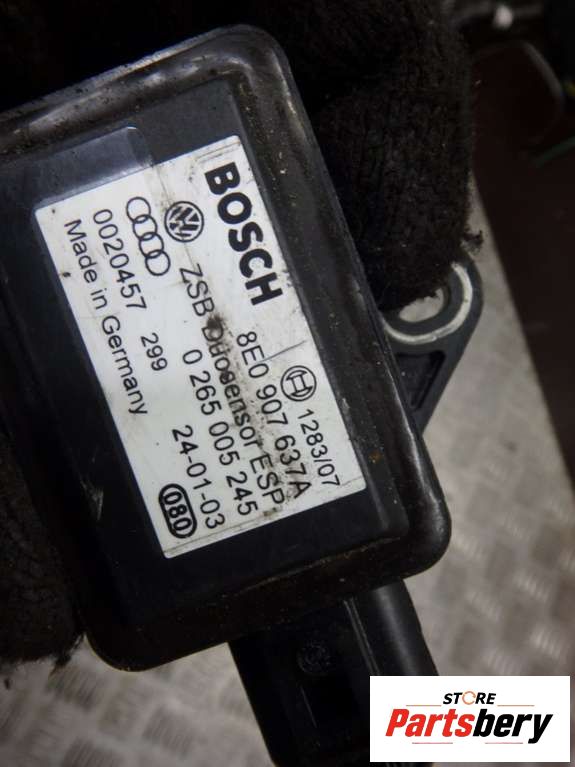 BOSCH
1283/07
8E0 907 637A
ZSB Duosensor ESP
0 265 005 245
0020457 299
24-01-03
Made in Germany
080
STORE
Partsbery